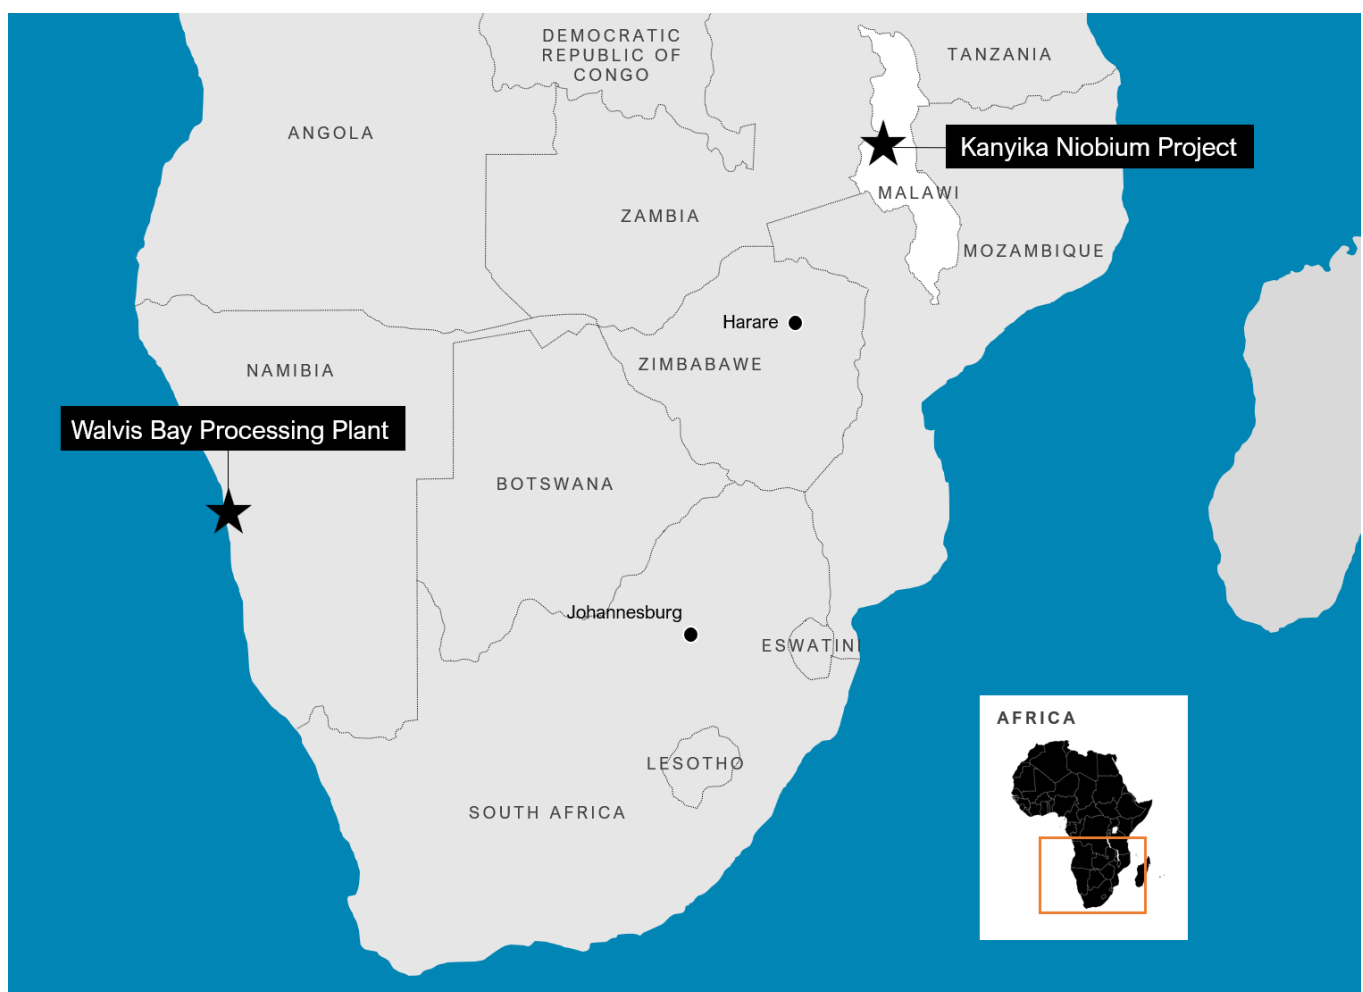 DEMOCRATIC
REPUBLIC OF
CONGO
TANZANIA
ANGOLA
Kanyika Niobium Project
MALAWI
ZAMBIA
MOZAMBIQUE
Harare
ZIMBABAWE
NAMIBIA
Walvis Bay Processing Plant
BOTSWANA
Johannesburg
ESWATINI
AFRICA
LESOTHO
SOUTH AFRICA